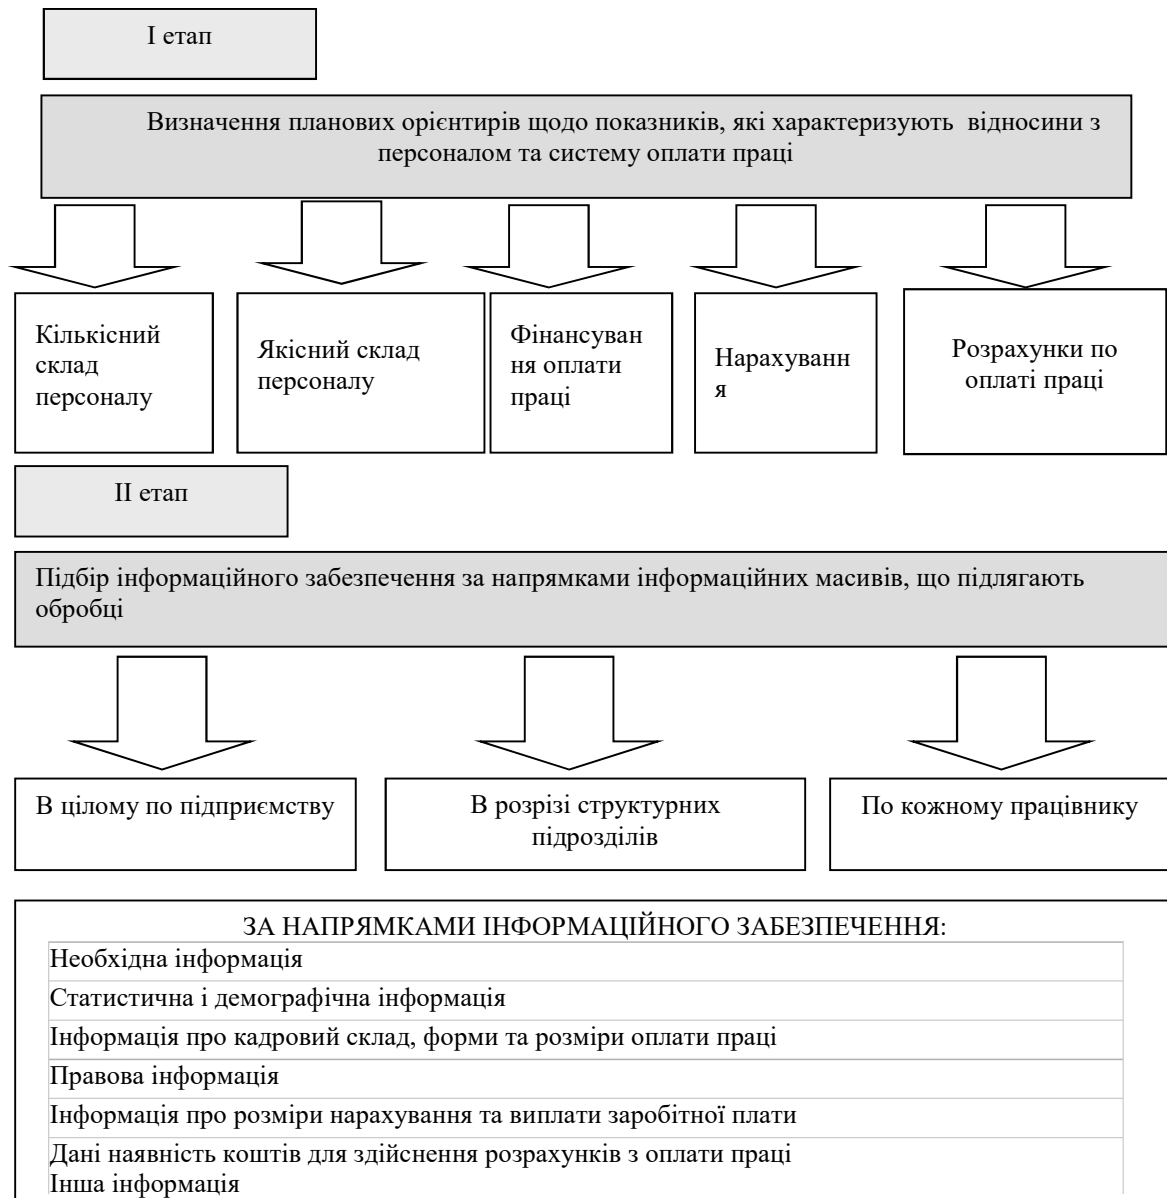 І етап
Визначення планових орієнтирів щодо показників, які характеризують відносини з
персоналом та систему оплати праці
Кількісний
склад
персоналу
Якісний склад
персоналу
Фінансуван
ня оплати
праці
Нарахуванн
я
Розрахунки по
оплаті праці
ІІ етап
Підбір інформаційного забезпечення за напрямками інформаційних масивів, що підлягають
обробці
В цілому по підприємству
В розрізі структурних
підрозділів
По кожному працівнику
ЗА НАПРЯМКАМИ ІНФОРМАЦІЙНОГО ЗАБЕЗПЕЧЕННЯ:
Необхідна інформація
Статистична і демографічна інформація
Інформація про кадровий склад, форми та розміри оплати праці
Правова інформація
Інформація про розміри нарахування та виплати заробітної плати
Дані наявність коштів для здійснення розрахунків з оплати праці
Інша інформація